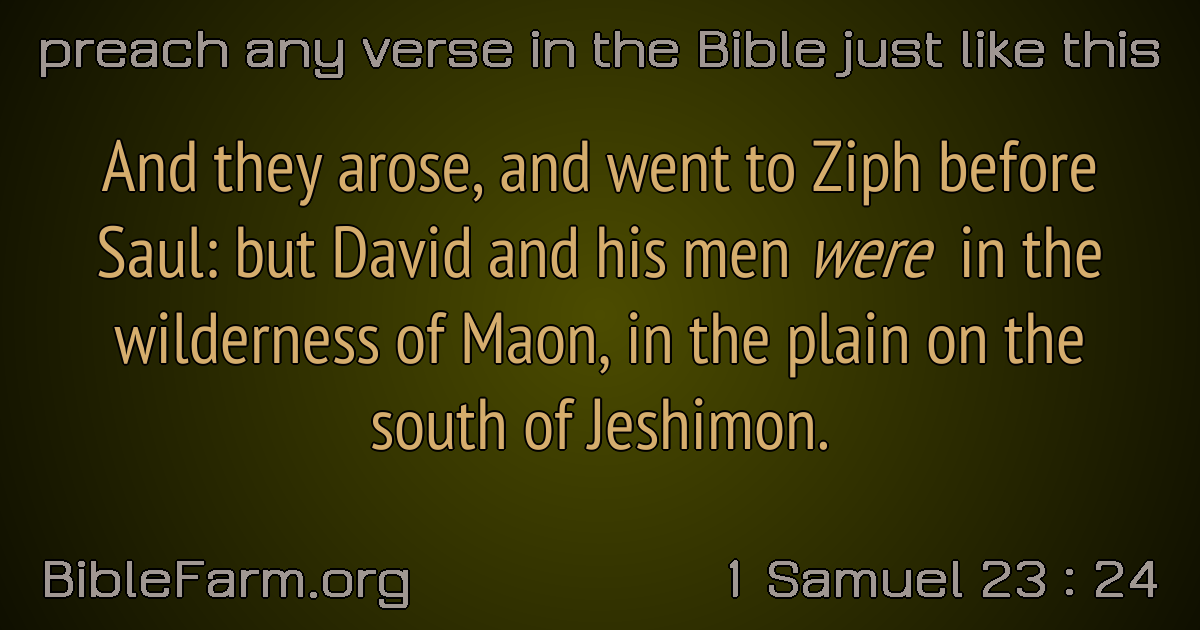 preach any verse in the Bible just like this
And they arose, and went to Ziph before
Saul: but David and his men were in the
wilderness of Maon, in the plain on the
south of Jeshimon.
BibleFarm.org
1 Samuel 23 : 24